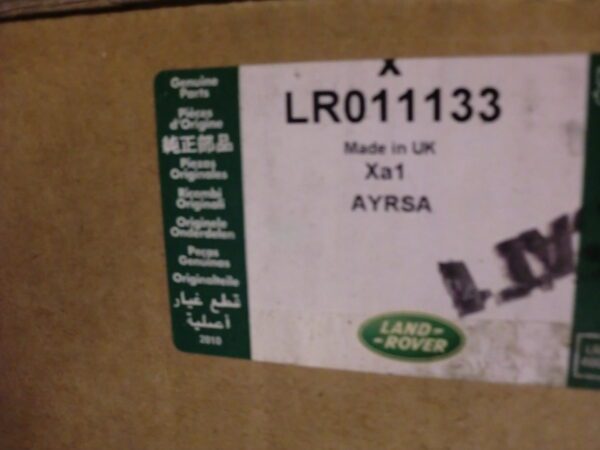 Genuine
Parts
Pièces
d'Origine
純正部品
Piezas
Originales
Ricambi
Originali
Originele
Onderdelen
Peças
Genuinas
Originalteile
قطع غيار
أصلية
2010
X
LR011133
Made in UK
Xa1
AYRSA
LAND-
-ROVER